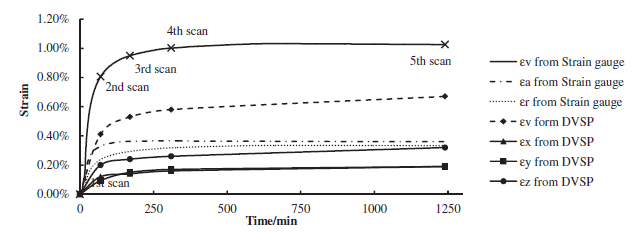 1.20%
4th scan
1.00%
3rd scan
5th scan
εv from Strain gauge
0.80%
2nd scan
εa from Strain gauge
Strain
εr from Strain gauge
0.60%
εv form DVSP
0.40%
εx from DVSP
εy from DVSP
0.20%
scan
εz from DVSP
0.00%
0
250
500
750
1000
1250
Time/min